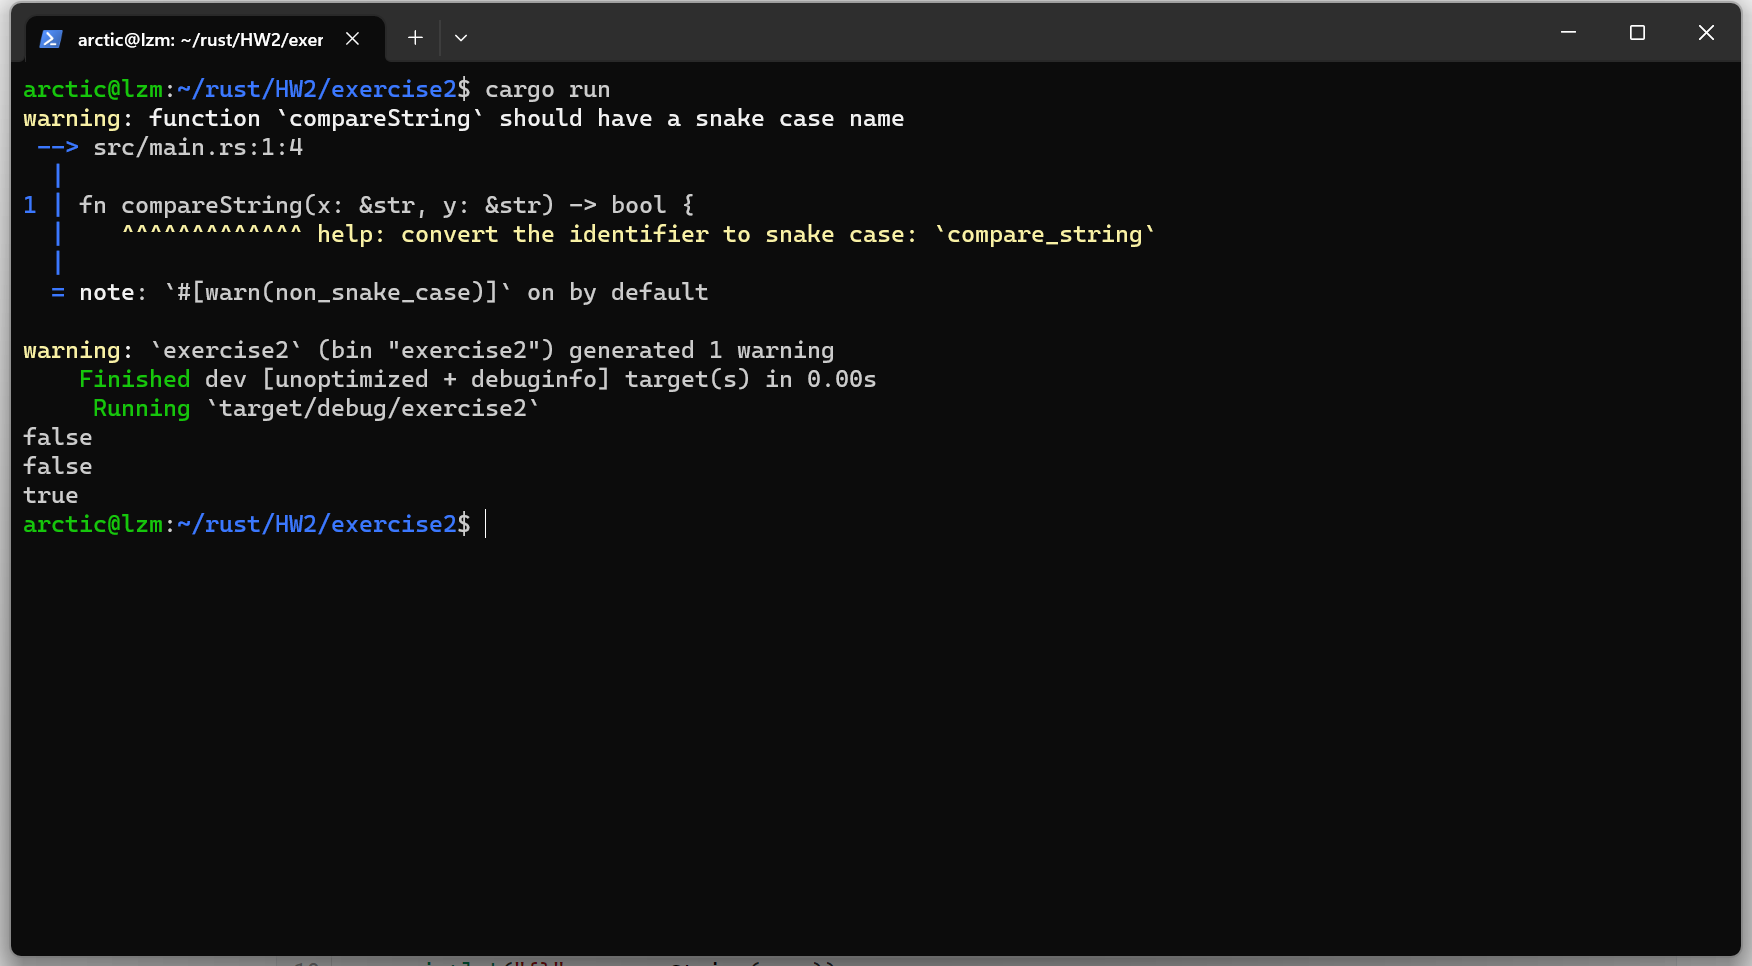 arctic@lzm: ~/rust/HW2/exer
arctic@lzm:~/rust/HW2/exercise2$ cargo run
warning: function `compareString` should have a snake case name
 --> src/main.rs:1:4
  |
1 | fn compareString(x: &str, y: &str) -> bool {
  |    ^^^^^^^^^^^^^ help: convert the identifier to snake case: `compare_string`
  |
  = note: `#[warn(non_snake_case)]` on by default
warning: `exercise2` (bin "exercise2") generated 1 warning
    Finished dev [unoptimized + debuginfo] target(s) in 0.00s
     Running `target/debug/exercise2`
false
false
true
arctic@lzm:~/rust/HW2/exercise2$